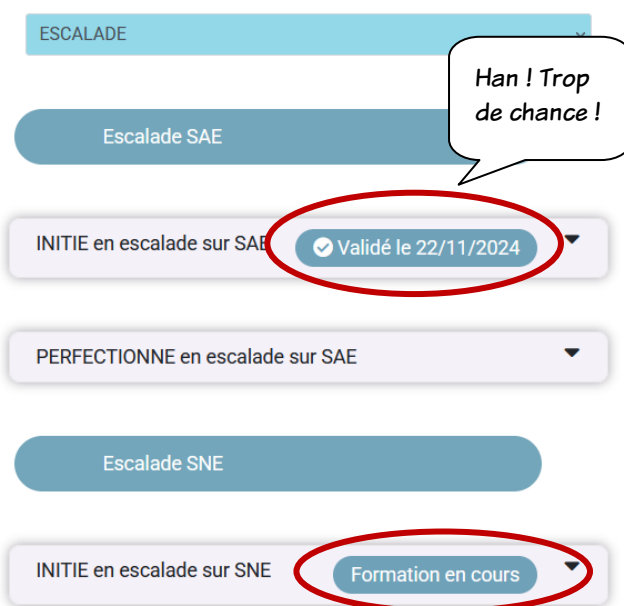 ESCALADE
Han ! Trop
de chance !
Escalade SAE
INITIE en escalade sur SAE
Validé le 22/11/2024
PERFECTIONNE en escalade sur SAE
Escalade SNE
INITIE en escalade sur SNE
Formation en cours